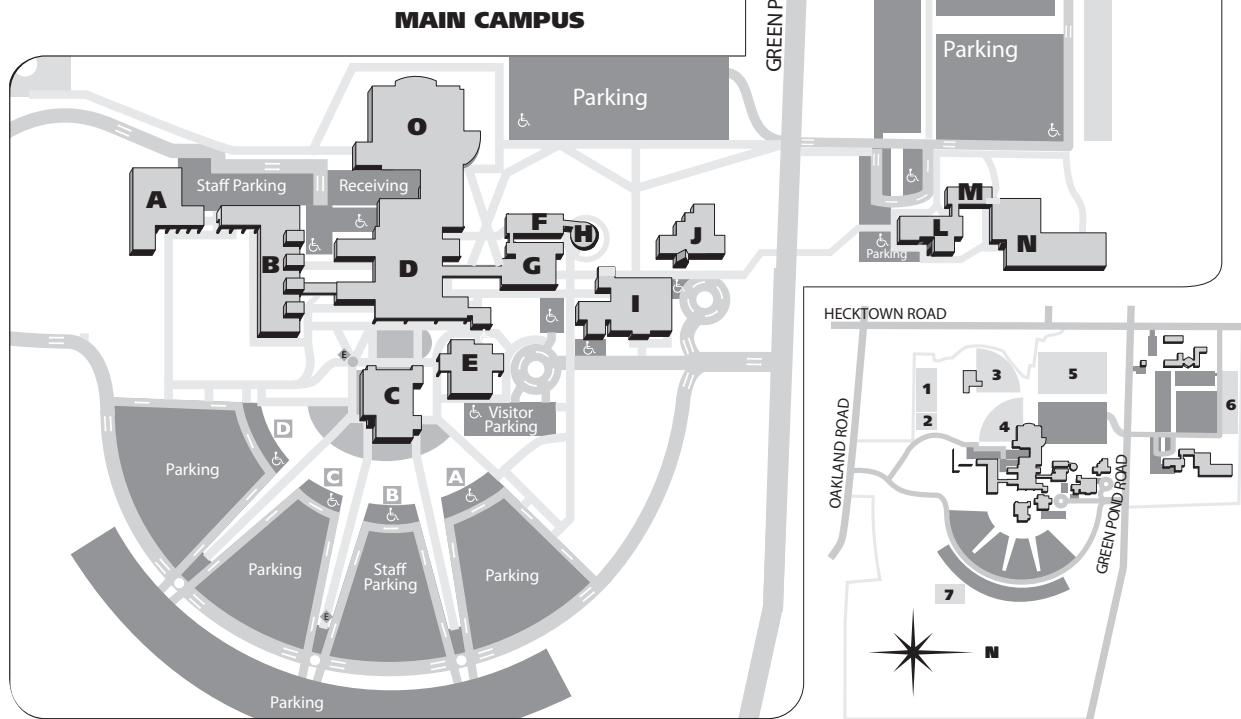 MAIN CAMPUS
GREEN P
Parking
Parking
O
A
Staff Parking
Receiving
M
F
H
J
L
N
B
D
G
Parking
I
HECKTOWN ROAD
E
E
C
1
2
3
4
5
6
Visitor
Parking
D
OAKLAND ROAD
GREEN POND ROAD
Parking
C
B
A
Parking
Staff
Parking
Parking
7
E
N
Parking